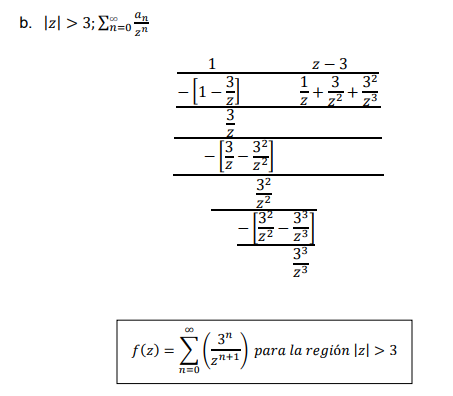 b. |z| > 3; ∑_{n=0}^{∞} a_n/z^n
1 z − 3
−[1 − 3/z] 1/z + 3/z² + 3²/z³
3/z
−[3/z − 3²/z²]
3²/z²
−[3²/z² − 3³/z³]
3³/z³
f(z) = ∑_{n=0}^{∞} (3ⁿ/z^{n+1}) para la región |z| > 3